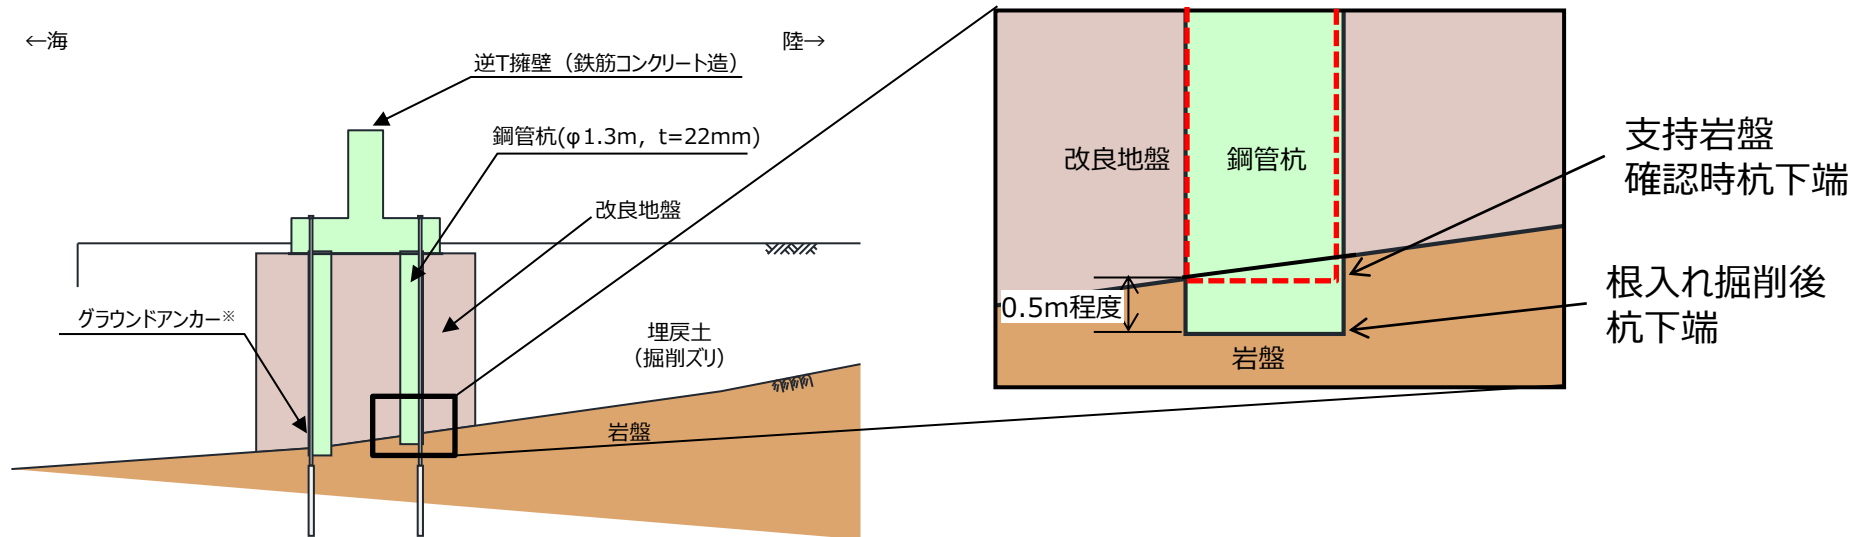 ←海
陸→
逆T擁壁（鉄筋コンクリート造）
鋼管杭(φ1.3m, t=22mm)
改良地盤
グラウンドアンカー※
埋戻土
（掘削ズリ）
岩盤
改良地盤
鋼管杭
0.5m程度
岩盤
支持岩盤
確認時杭下端
根入れ掘削後
杭下端